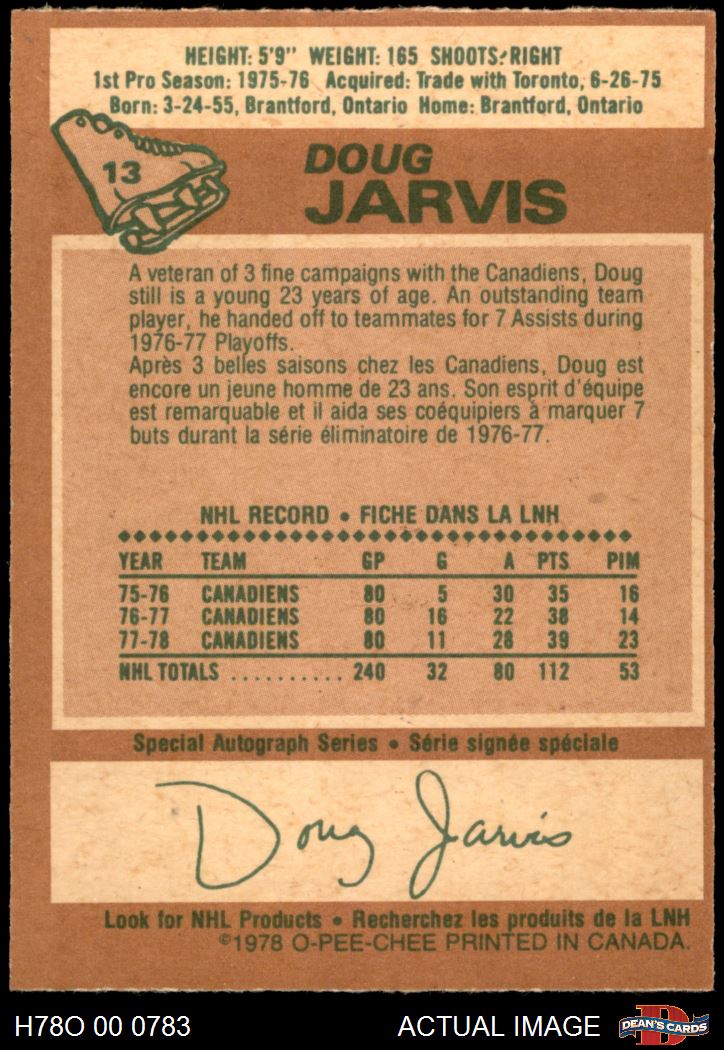 HEIGHT: 5'9" WEIGHT: 165 SHOOTS: RIGHT
1st Pro Season: 1975-76 Acquired: Trade with Toronto, 6-26-75
Born: 3-24-55, Brantford, Ontario Home: Brantford, Ontario
13
DOUG
JARVIS
A veteran of 3 fine campaigns with the Canadiens, Doug
still is a young 23 years of age. An outstanding team
player, he handed off to teammates for 7 Assists during
1976-77 Playoffs.
Après 3 belles saisons chez les Canadiens, Doug est
encore un jeune homme de 23 ans. Son esprit d'équipe
est remarquable et il aida ses coéquipiers à marquer 7
buts durant la série éliminatoire de 1976-77.
NHL RECORD • FICHE DANS LA LNH
YEAR TEAM GP G A PTS PIM
75-76 CANADIENS 80 5 30 35 16
76-77 CANADIENS 80 16 22 38 14
77-78 CANADIENS 80 11 28 39 23
NHL TOTALS .......... 240 32 80 112 53
Special Autograph Series • Série signée spéciale
Doug Jarvis
Look for NHL Products • Recherchez les produits de la LNH
©1978 O-PEE-CHEE PRINTED IN CANADA.
H78O 00 0783 ACTUAL IMAGE D DEAN'S CARDS